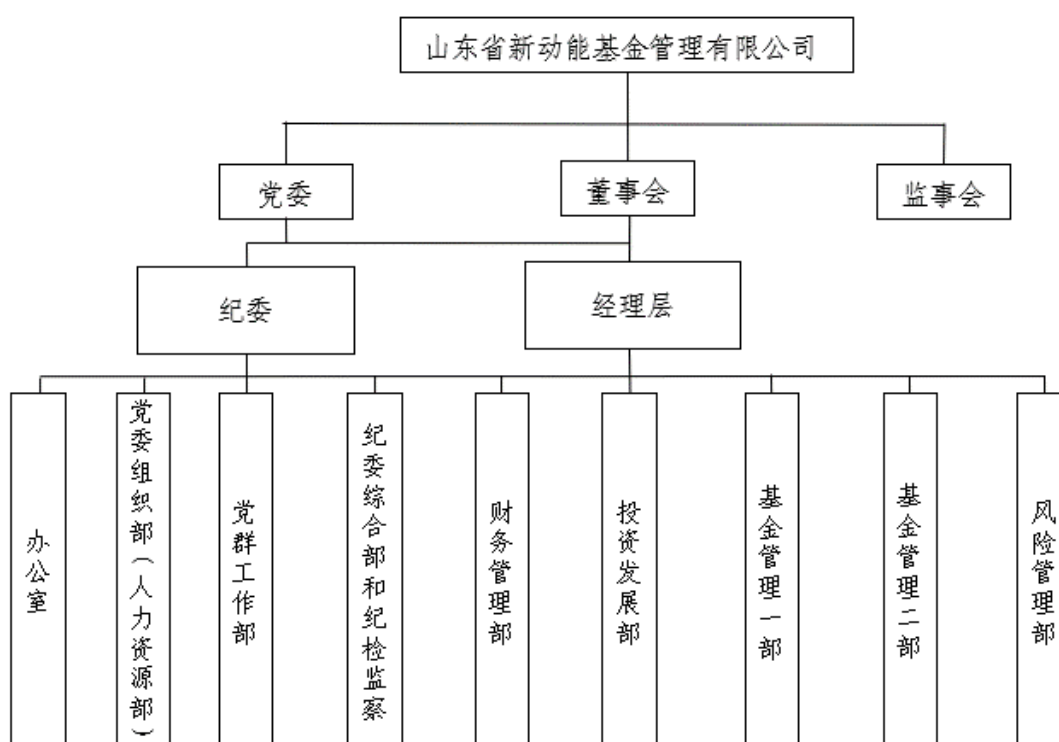 山东省新动能基金管理有限公司
党委
董事会
监事会
纪委
经理层
办公室
党委组织部（人力资源部）
党群工作部
纪委综合部和纪检监察
财务管理部
投资发展部
基金管理一部
基金管理二部
风险管理部